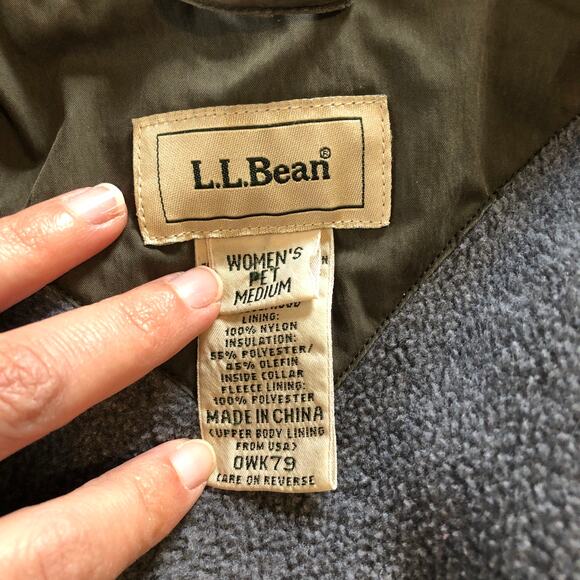 L.L.Bean®
WOMEN'S
PET
MEDIUM
LINING:
100% NYLON
INSULATION:
55% POLYESTER/
45% OLEFIN
INSIDE COLLAR
FLEECE LINING:
100% POLYESTER
MADE IN CHINA
(UPPER BODY LINING
FROM USA)
OWK79
CARE ON REVERSE